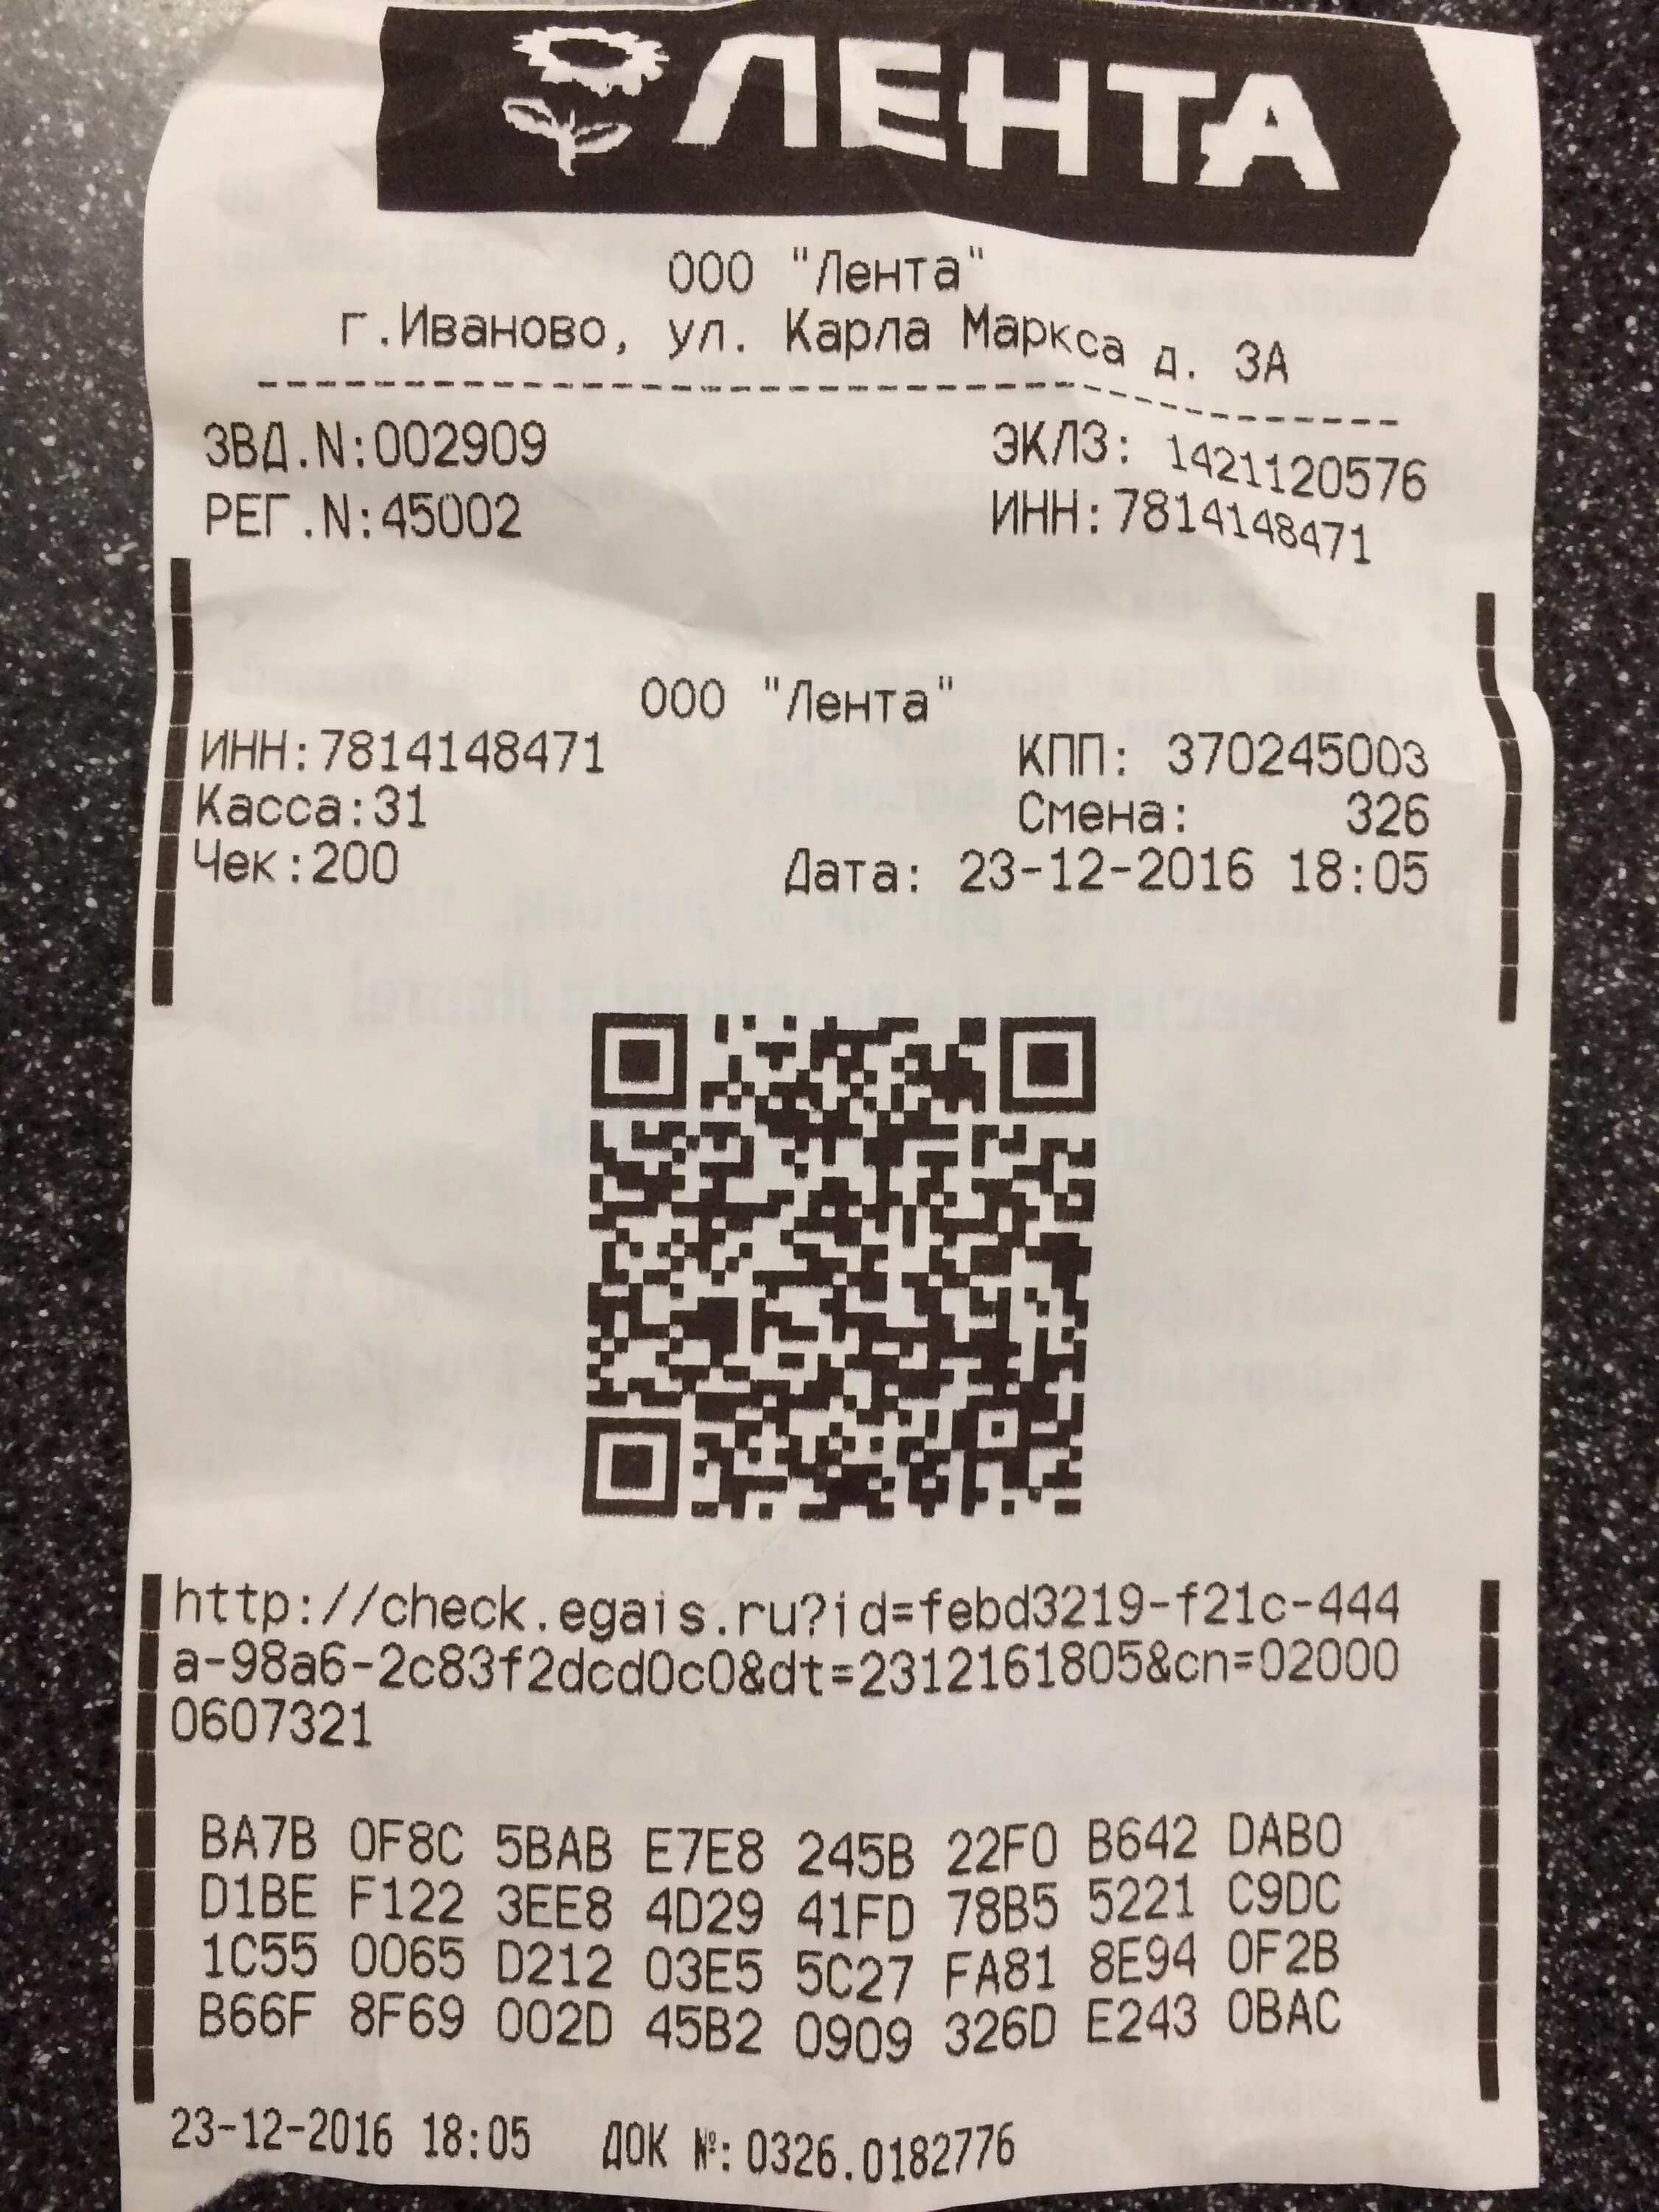 ЛЕНТА
ООО "Лента"
г.Иваново, ул. Карла Маркса д. 3А
ЗВД.N:002909 ЭКЛЗ: 1421120576
РЕГ.N:45002 ИНН:7814148471
ООО "Лента"
ИНН:7814148471 КПП: 370245003
Касса:31 Смена: 326
Чек:200 Дата: 23-12-2016 18:05
http://check.egais.ru?id=febd3219-f21c-444
a-98a6-2c83f2dcd0c0&dt=2312161805&cn=02000
0607321
BA7B 0F8C 5BAB E7E8 245B 22F0 B642 DAB0
D1BE F122 3EE8 4D29 41FD 78B5 5221 C9DC
1C55 0065 D212 03E5 5C27 FA81 8E94 0F2B
B66F 8F69 002D 45B2 0909 326D E243 0BAC
23-12-2016 18:05 ДОК №: 0326.0182776